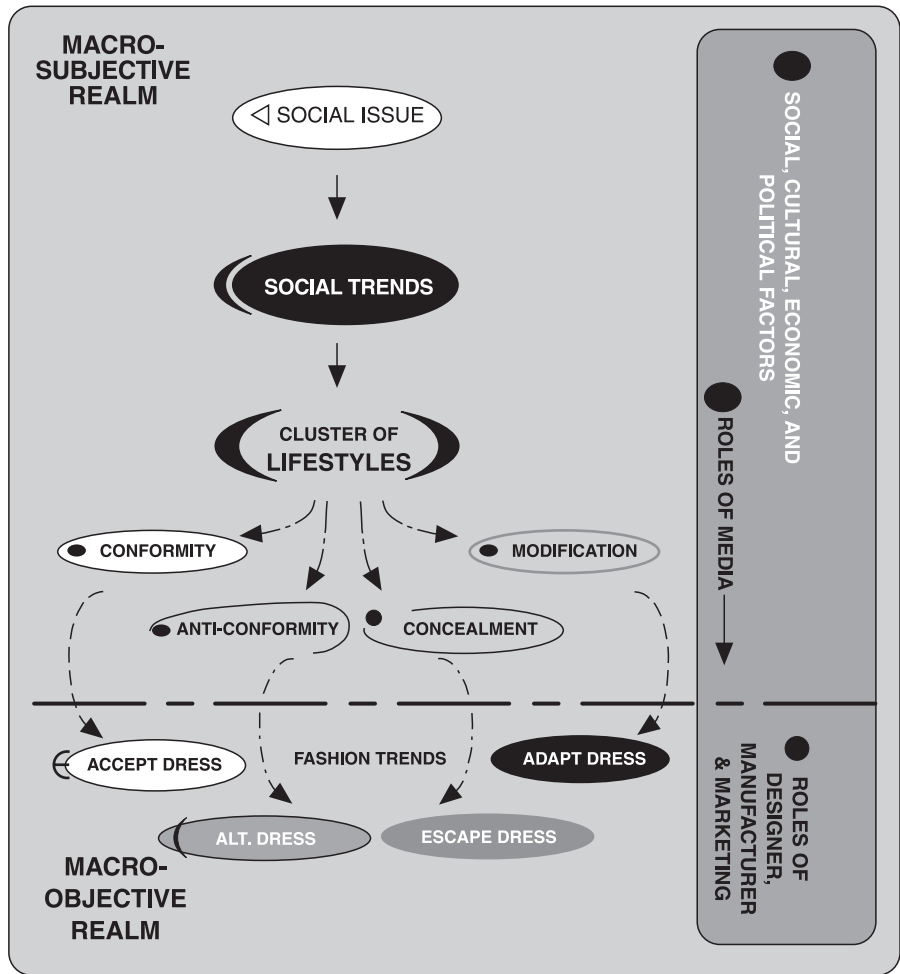 MACRO-
SUBJECTIVE
REALM
SOCIAL ISSUE
SOCIAL TRENDS
CLUSTER OF
LIFESTYLES
CONFORMITY
MODIFICATION
ANTI-CONFORMITY
CONCEALMENT
ACCEPT DRESS
FASHION TRENDS
ADAPT DRESS
ALT. DRESS
ESCAPE DRESS
MACRO-
OBJECTIVE
REALM
SOCIAL, CULTURAL, ECONOMIC, AND
POLITICAL FACTORS
ROLES OF MEDIA
ROLES OF
DESIGNER,
MANUFACTURER
& MARKETING